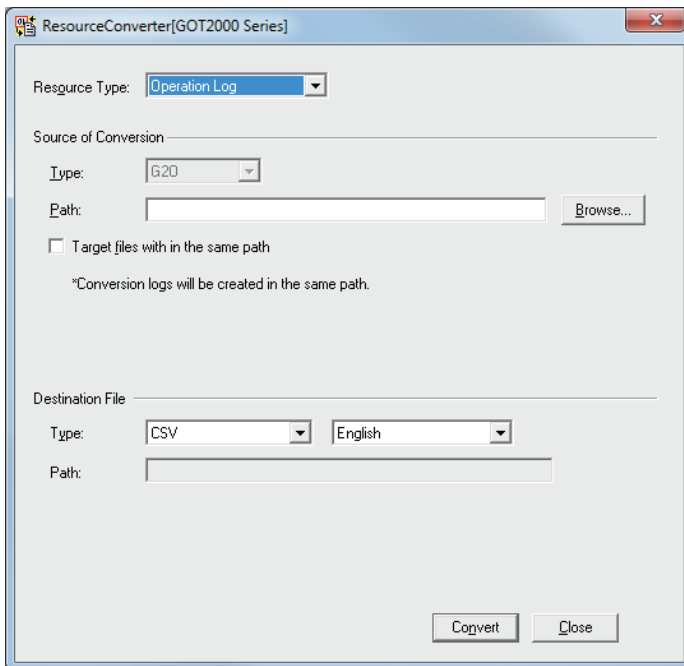 ResourceConverter[GOT2000 Series]
Resource Type: Operation Log
Source of Conversion
Type: G2O
Path: Browse...
Target files with in the same path
*Conversion logs will be created in the same path.
Destination File
Type: CSV English
Path:
Convert Close